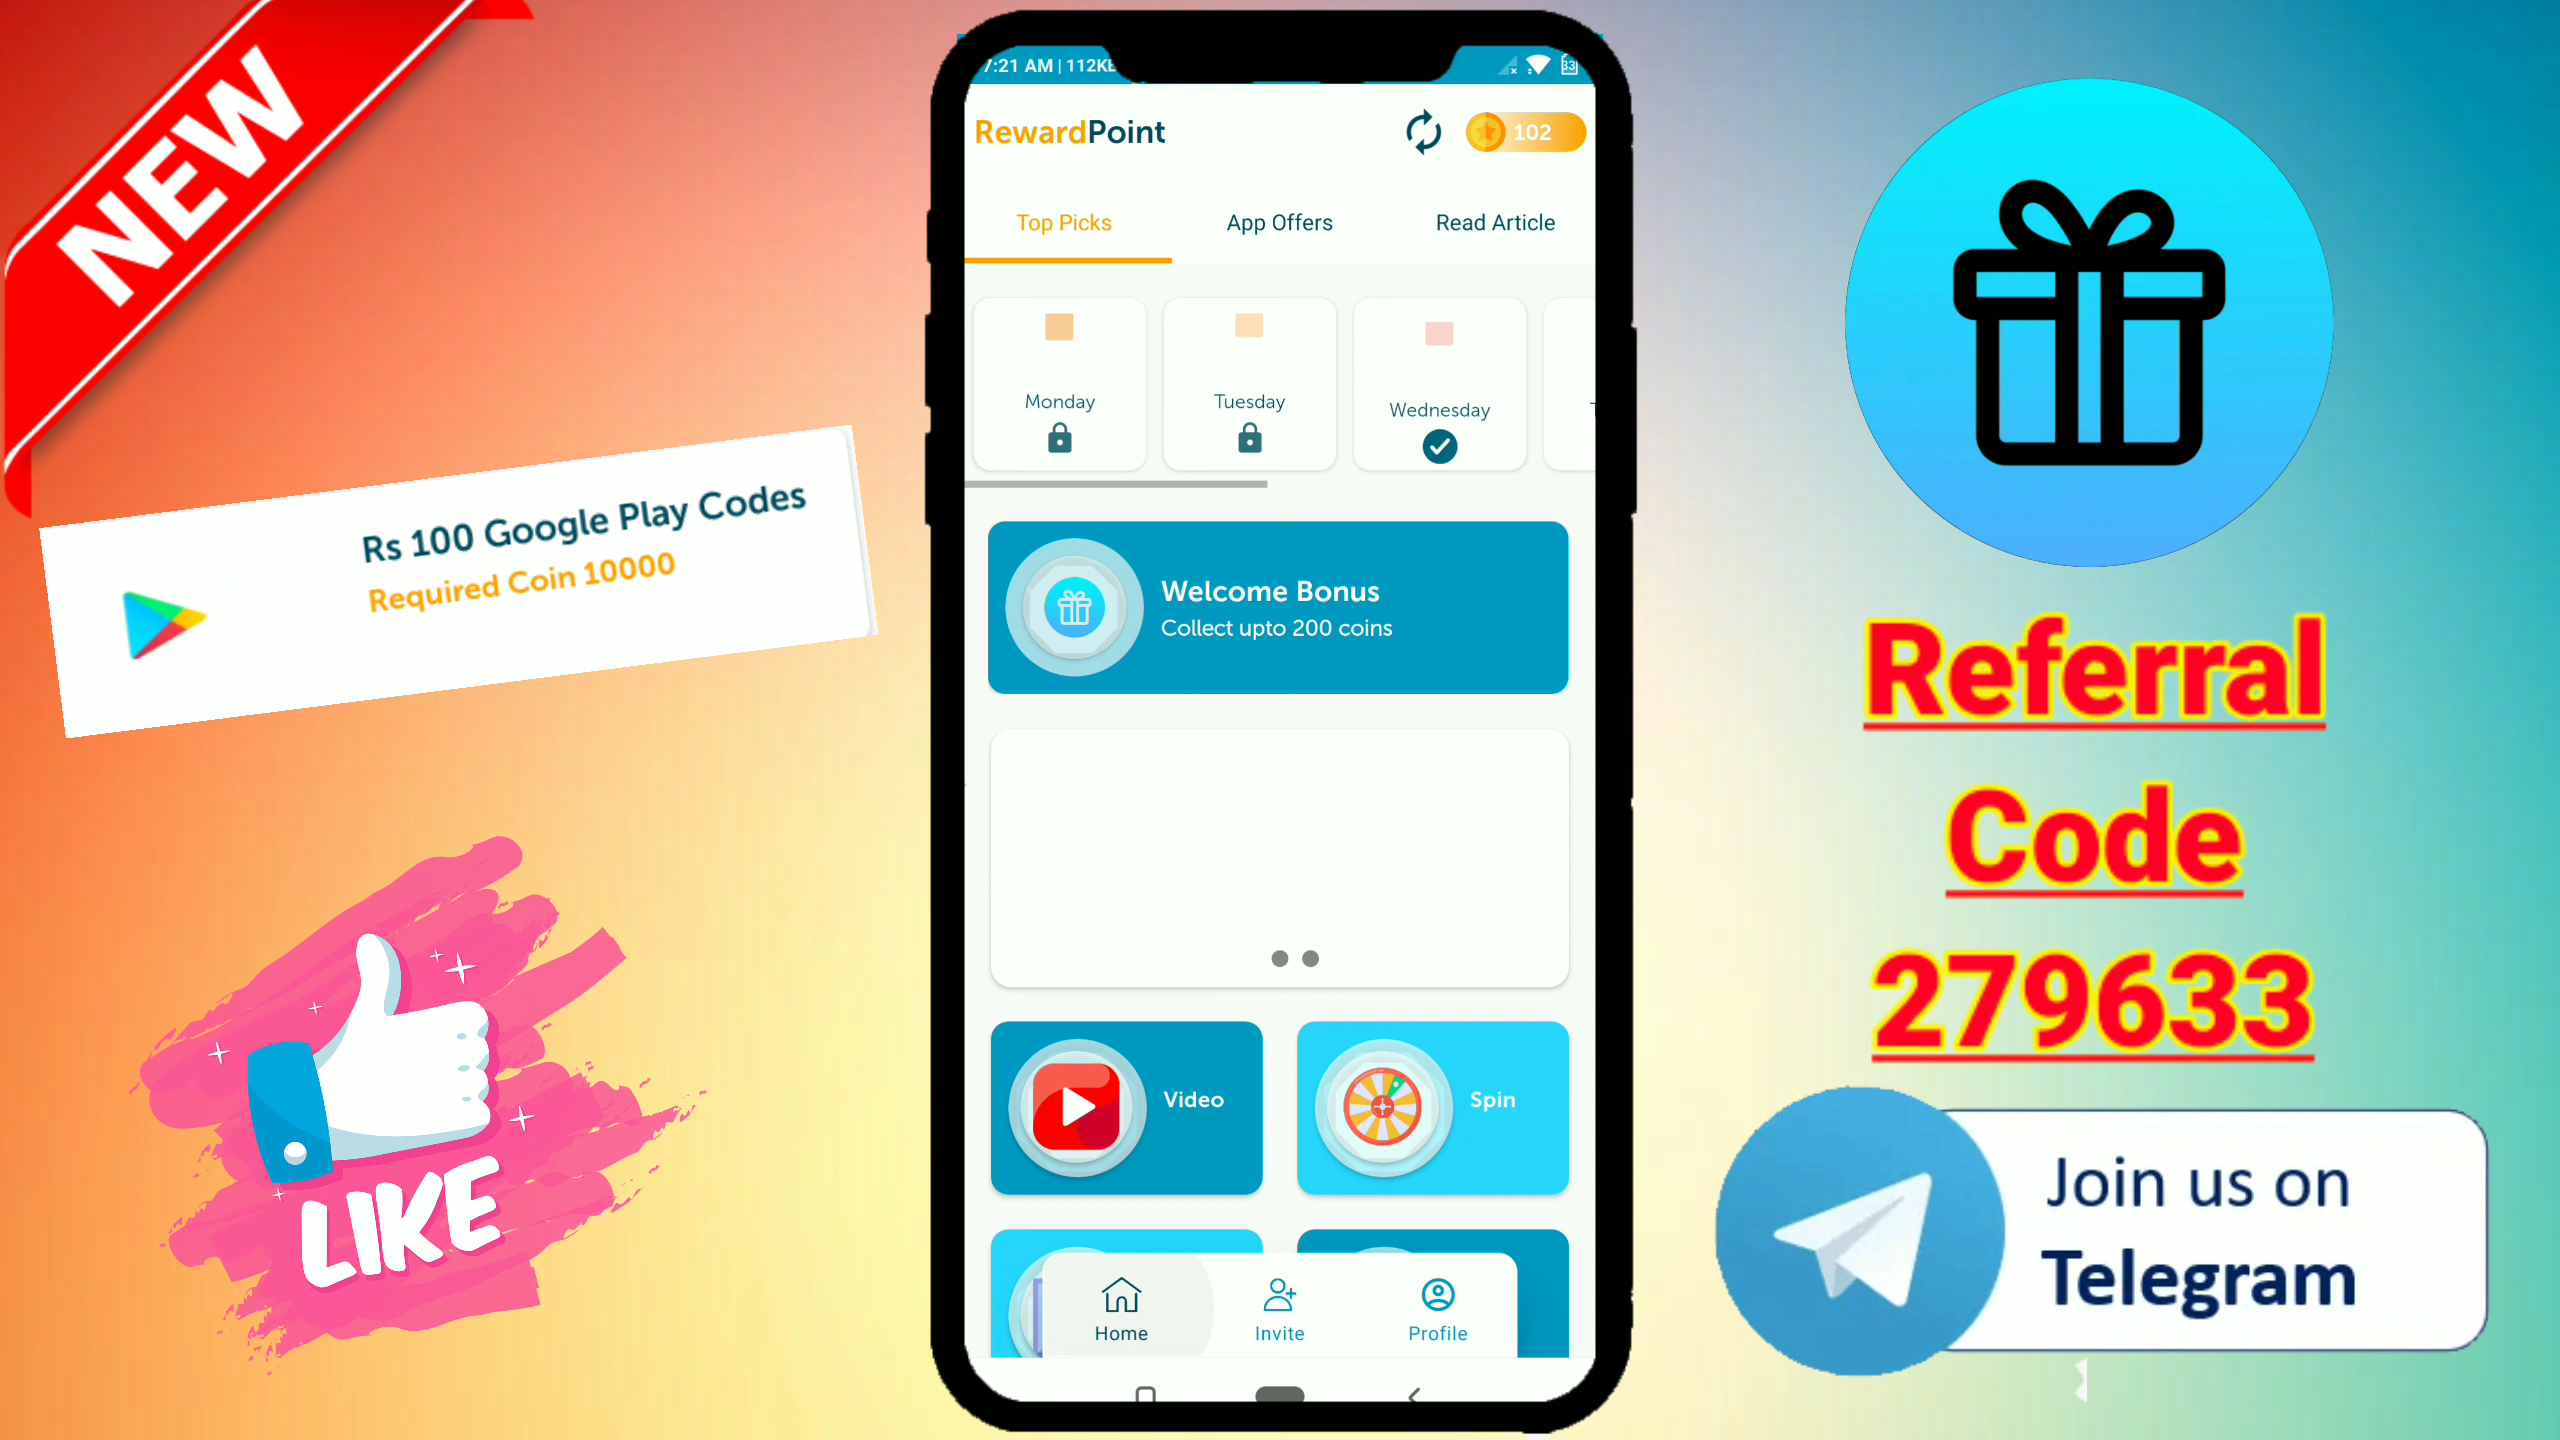 NEW
Rs 100 Google Play Codes
Required Coin 10000
LIKE
7:21 AM | 112KB
33
RewardPoint
102
Top Picks
App Offers
Read Article
Monday
Tuesday
Wednesday
Welcome Bonus
Collect upto 200 coins
Video
Spin
Home
Invite
Profile
Referral
Code
279633
Join us on
Telegram